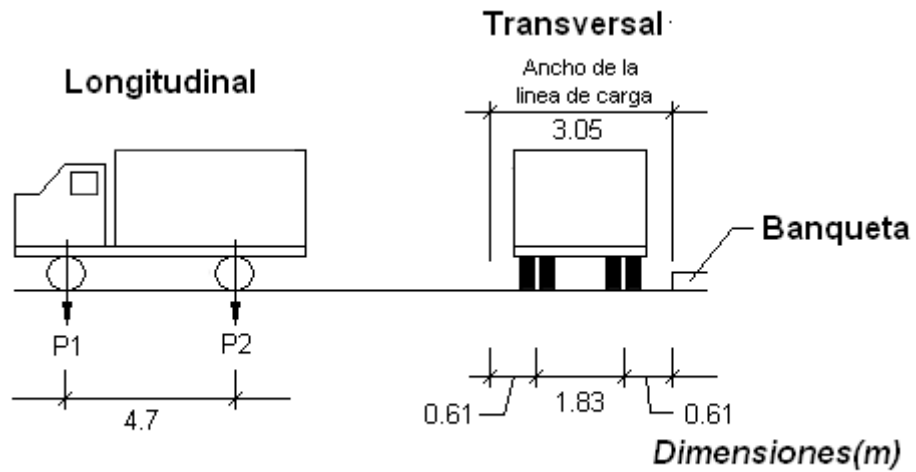 Transversal
Longitudinal
Ancho de la
linea de carga
3.05
Banqueta
P1
P2
4.7
0.61
1.83
0.61
Dimensiones(m)